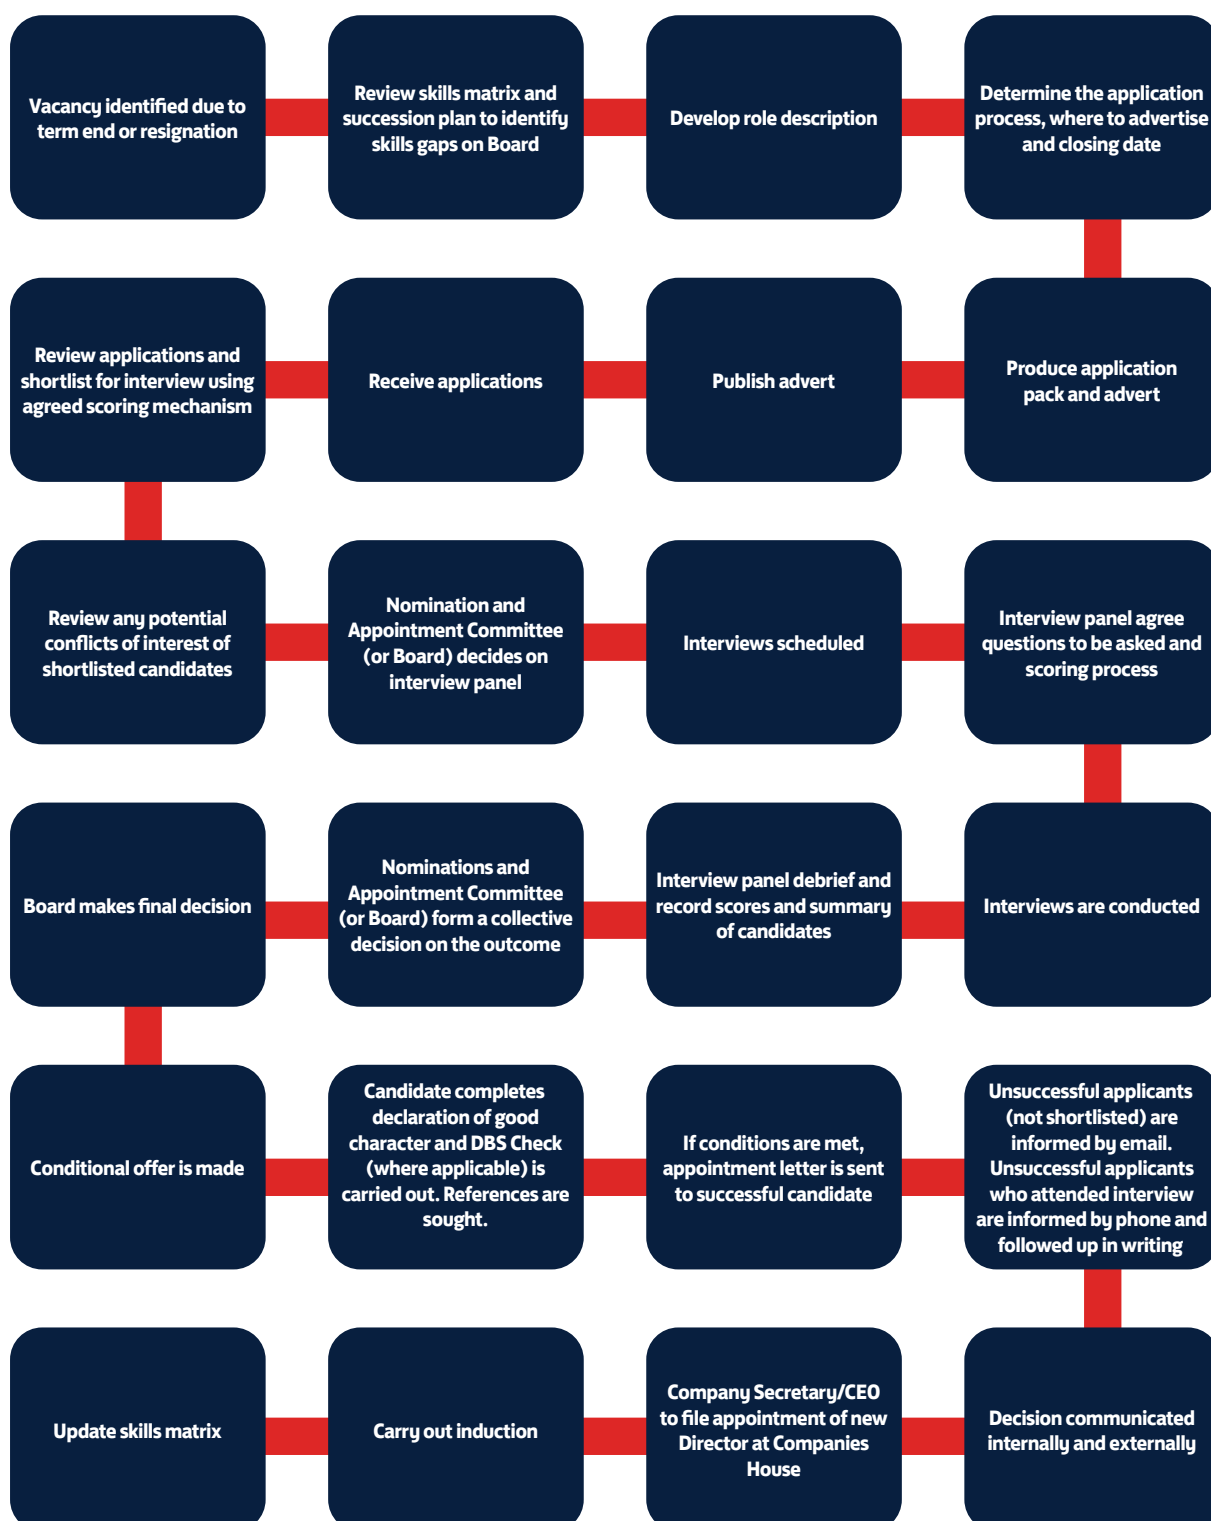 Vacancy identified due to
term end or resignation
Review skills matrix and
succession plan to identify
skills gaps on Board
Develop role description
Determine the application
process, where to advertise
and closing date
Produce application
pack and advert
Publish advert
Receive applications
Review applications and
shortlist for interview using
agreed scoring mechanism
Review any potential
conflicts of interest of
shortlisted candidates
Nomination and
Appointment Committee
(or Board) decides on
interview panel
Interviews scheduled
Interview panel agree
questions to be asked and
scoring process
Interviews are conducted
Interview panel debrief and
record scores and summary
of candidates
Nominations and
Appointment Committee
(or Board) form a collective
decision on the outcome
Board makes final decision
Conditional offer is made
Candidate completes
declaration of good
character and DBS Check
(where applicable) is
carried out. References are
sought.
If conditions are met,
appointment letter is sent
to successful candidate
Unsuccessful applicants
(not shortlisted) are
informed by email.
Unsuccessful applicants
who attended interview
are informed by phone and
followed up in writing
Decision communicated
internally and externally
Company Secretary/CEO
to file appointment of new
Director at Companies
House
Carry out induction
Update skills matrix